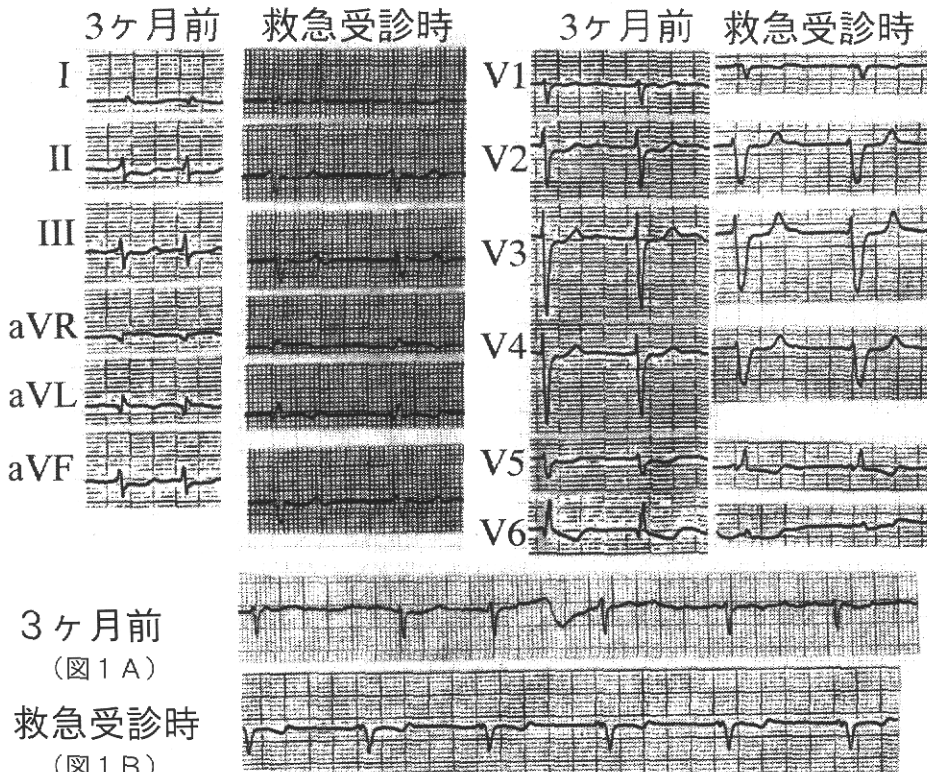 3ヶ月前 救急受診時 3ヶ月前 救急受診時
I
II
III
aVR
aVL
aVF
V1
V2
V3
V4
V5
V6
3ヶ月前
(図1A)
救急受診時
(図1B)